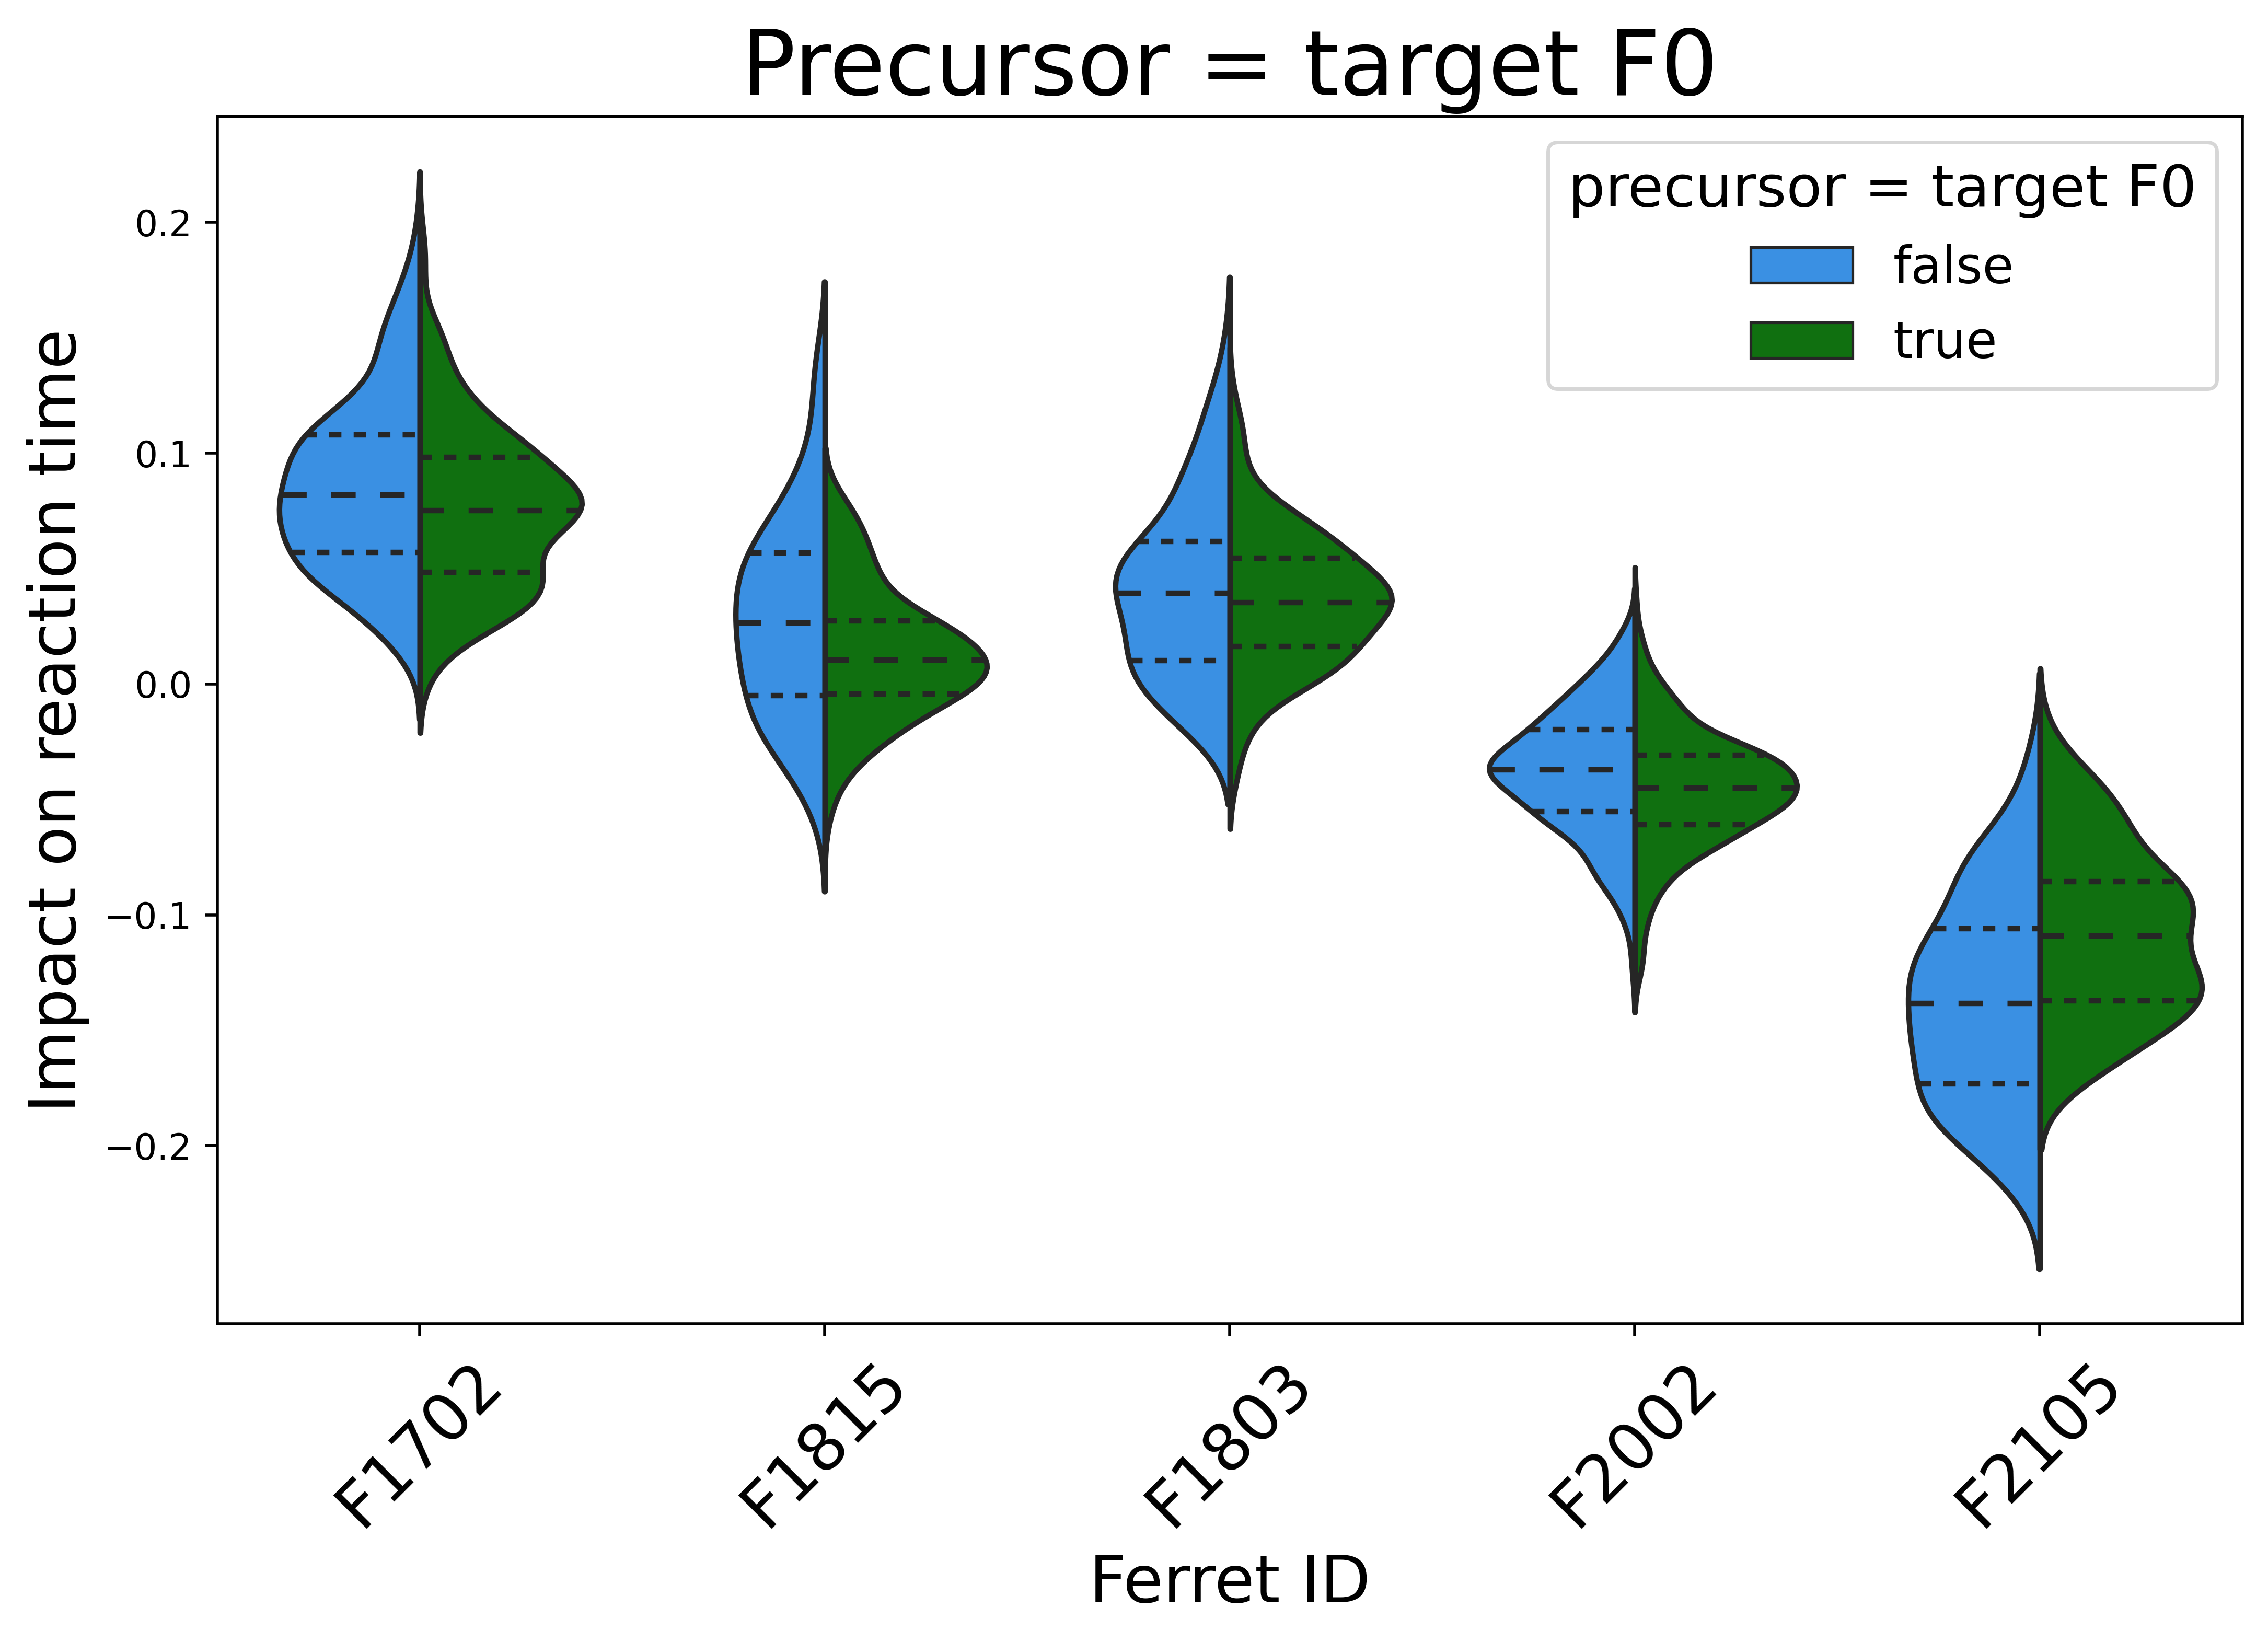 Precursor = target F0
precursor = target F0
false
true
Impact on reaction time
0.2
0.1
0.0
−0.1
−0.2
F1702
F1815
F1803
F2002
F2105
Ferret ID